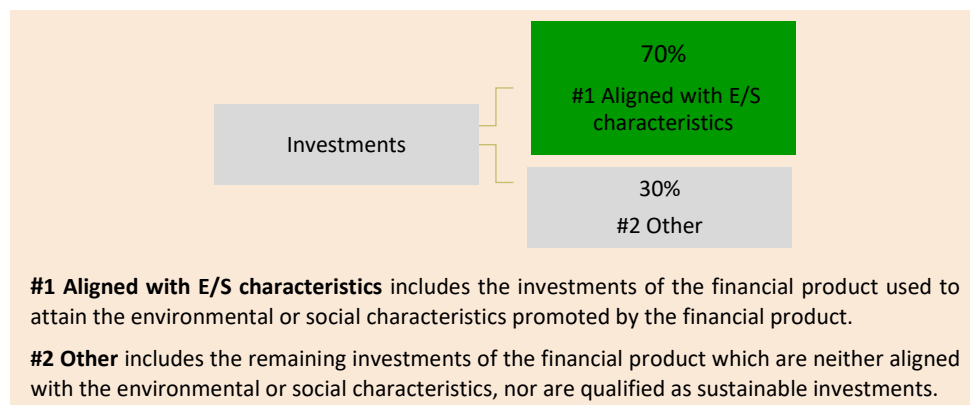 70%
#1 Aligned with E/S
characteristics
Investments
30%
#2 Other
#1 Aligned with E/S characteristics includes the investments of the financial product used to
attain the environmental or social characteristics promoted by the financial product.
#2 Other includes the remaining investments of the financial product which are neither aligned
with the environmental or social characteristics, nor are qualified as sustainable investments.